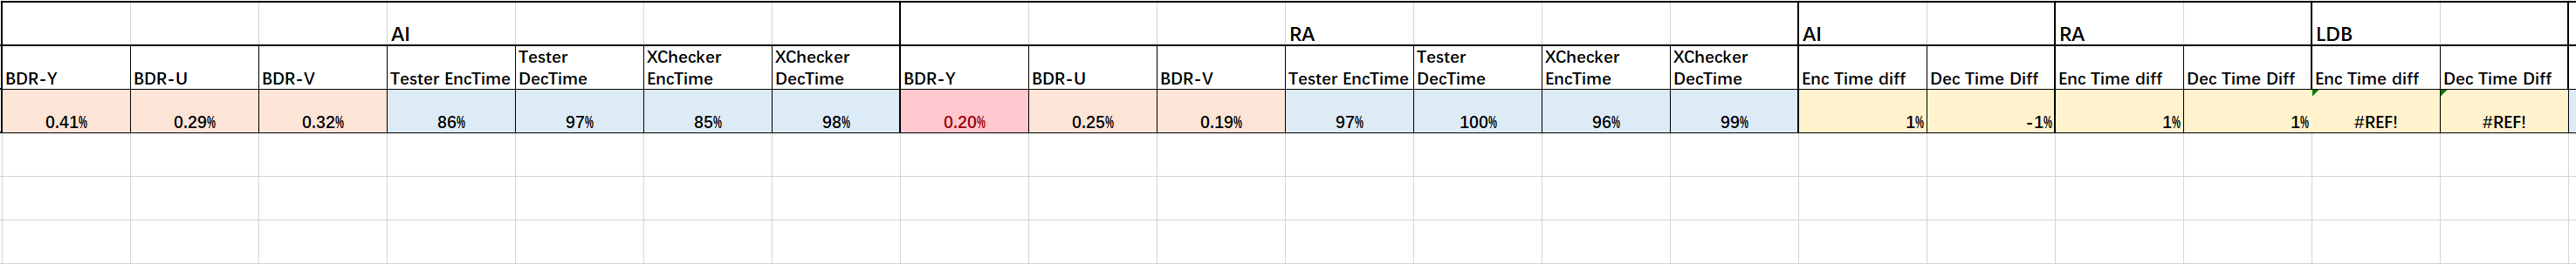 AI RA AI RA LDB
BDR-Y BDR-U BDR-V Tester EncTime Tester DecTime XChecker EncTime XChecker DecTime BDR-Y BDR-U BDR-V Tester EncTime Tester DecTime XChecker EncTime XChecker DecTime Enc Time diff Dec Time Diff Enc Time diff Dec Time Diff Enc Time diff Dec Time Diff
0.41% 0.29% 0.32% 86% 97% 85% 98% 0.20% 0.25% 0.19% 97% 100% 96% 99% 1% -1% 1% 1% #REF! #REF!